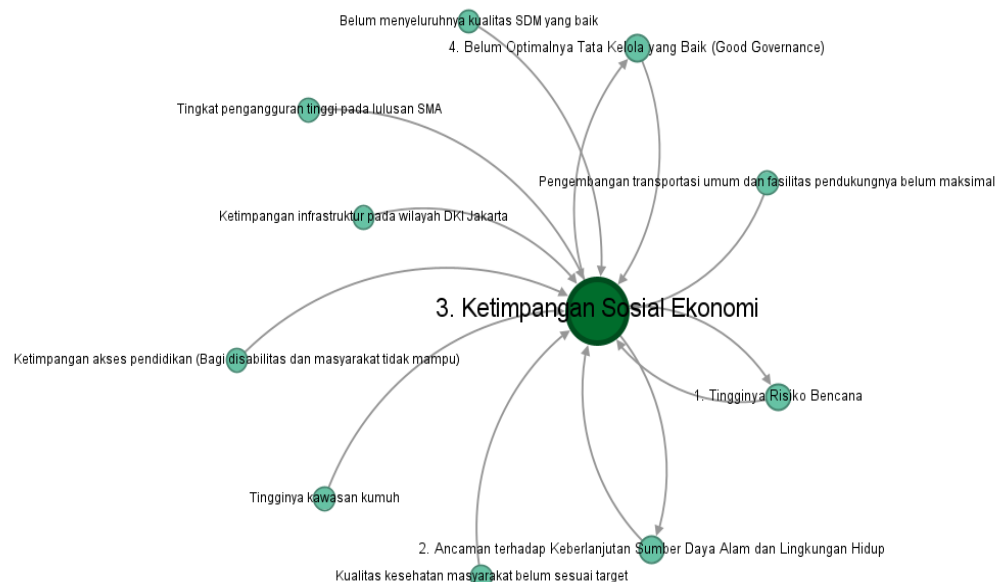 Belum menyeluruhnya kualitas SDM yang baik
4. Belum Optimalnya Tata Kelola yang Baik (Good Governance)
Tingkat pengangguran tinggi pada lulusan SMA
Pengembangan transportasi umum dan fasilitas pendukungnya belum maksimal
Ketimpangan infrastruktur pada wilayah DKI Jakarta
3. Ketimpangan Sosial Ekonomi
Ketimpangan akses pendidikan (Bagi disabilitas dan masyarakat tidak mampu)
1. Tingginya Risiko Bencana
Tingginya kawasan kumuh
2. Ancaman terhadap Keberlanjutan Sumber Daya Alam dan Lingkungan Hidup
Kualitas kesehatan masyarakat belum sesuai target